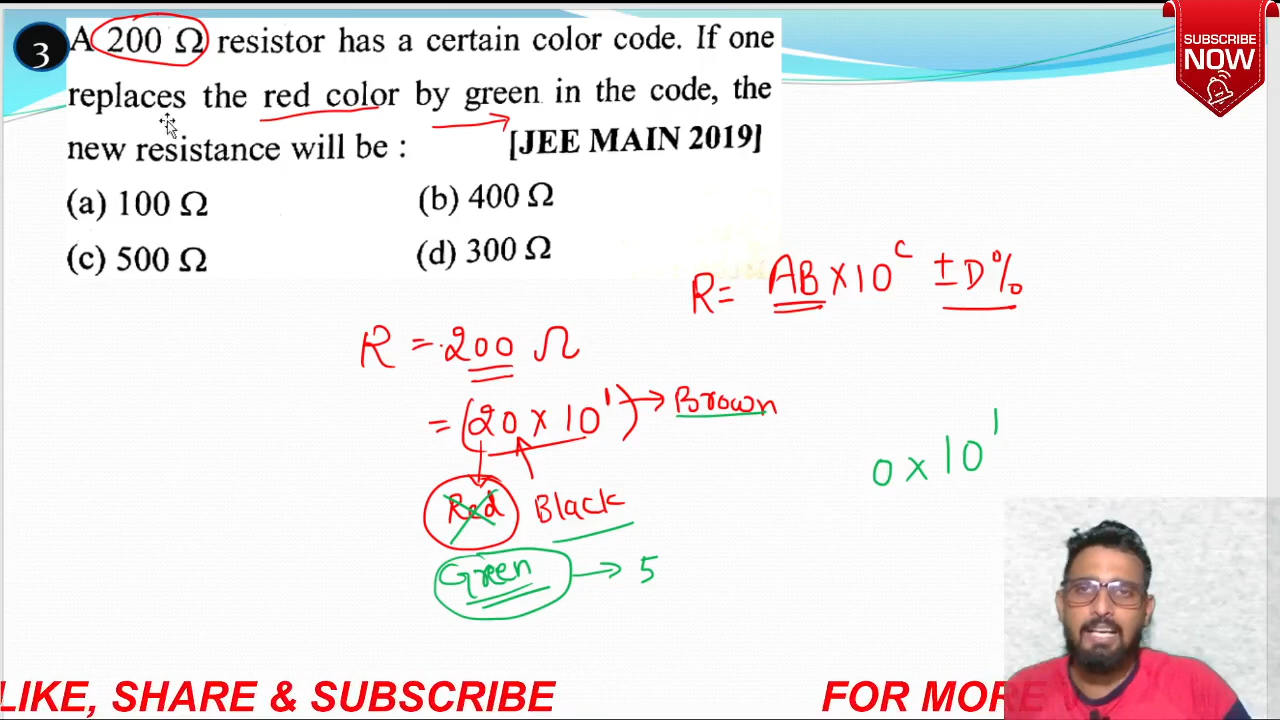 3
A 200 Ω resistor has a certain color code. If one
replaces the red color by green in the code, the
new resistance will be :
[JEE MAIN 2019]
(a) 100 Ω
(b) 400 Ω
(c) 500 Ω
(d) 300 Ω
SUBSCRIBE
NOW
R= AB×10^C ±D%
R = 200 Ω
= (20 × 10^1) → Brown
Red Black
Green → 5
0 × 10^1
LIKE, SHARE & SUBSCRIBE
FOR MORE